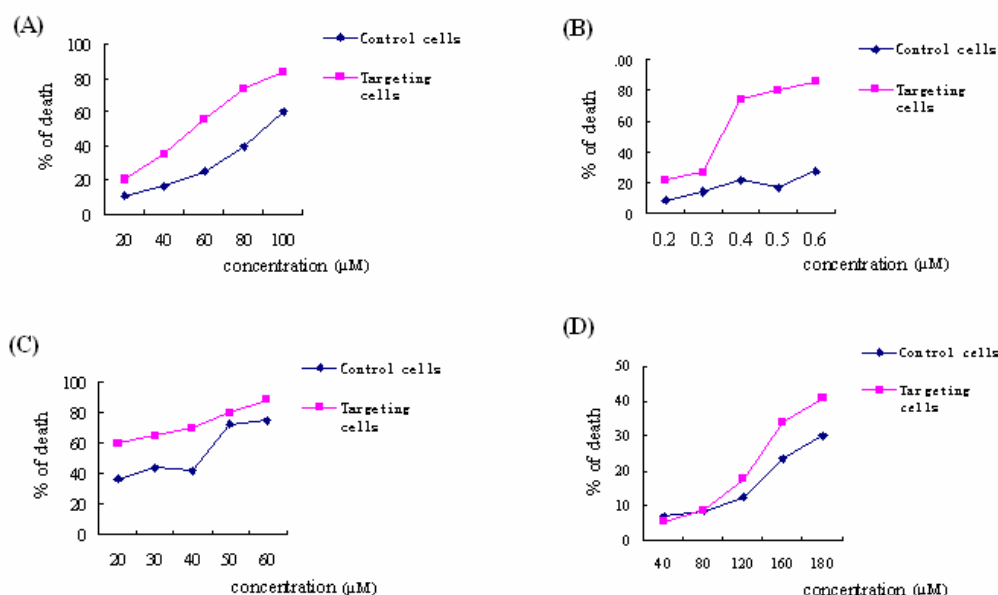 (A)
Control cells
Targeting
cells
100
80
60
40
20
0
% of death
20 40 60 80 100
concentration (μM)
(B)
Control cells
Targeting
cells
.00
80
60
40
20
0
% of death
0.2 0.3 0.4 0.5 0.6
concentration (μM)
(C)
Control cells
Targeting
cells
100
80
60
40
20
0
% of death
20 30 40 50 60
concentration (μM)
(D)
Control cells
Targeting
cells
50
40
30
20
10
0
% of death
40 80 120 160 180
concentration (μM)